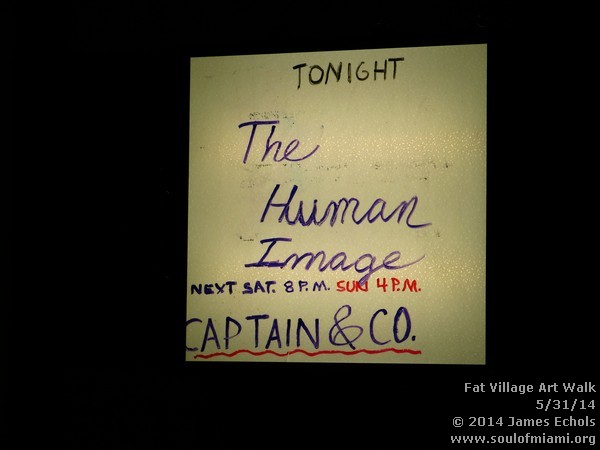 TONIGHT
The
Human
Image
NEXT SAT. 8 P.M. SUN 4 P.M.
CAPTAIN & CO.
Fat Village Art Walk
5/31/14
© 2014 James Echols
www.soulofmiami.org